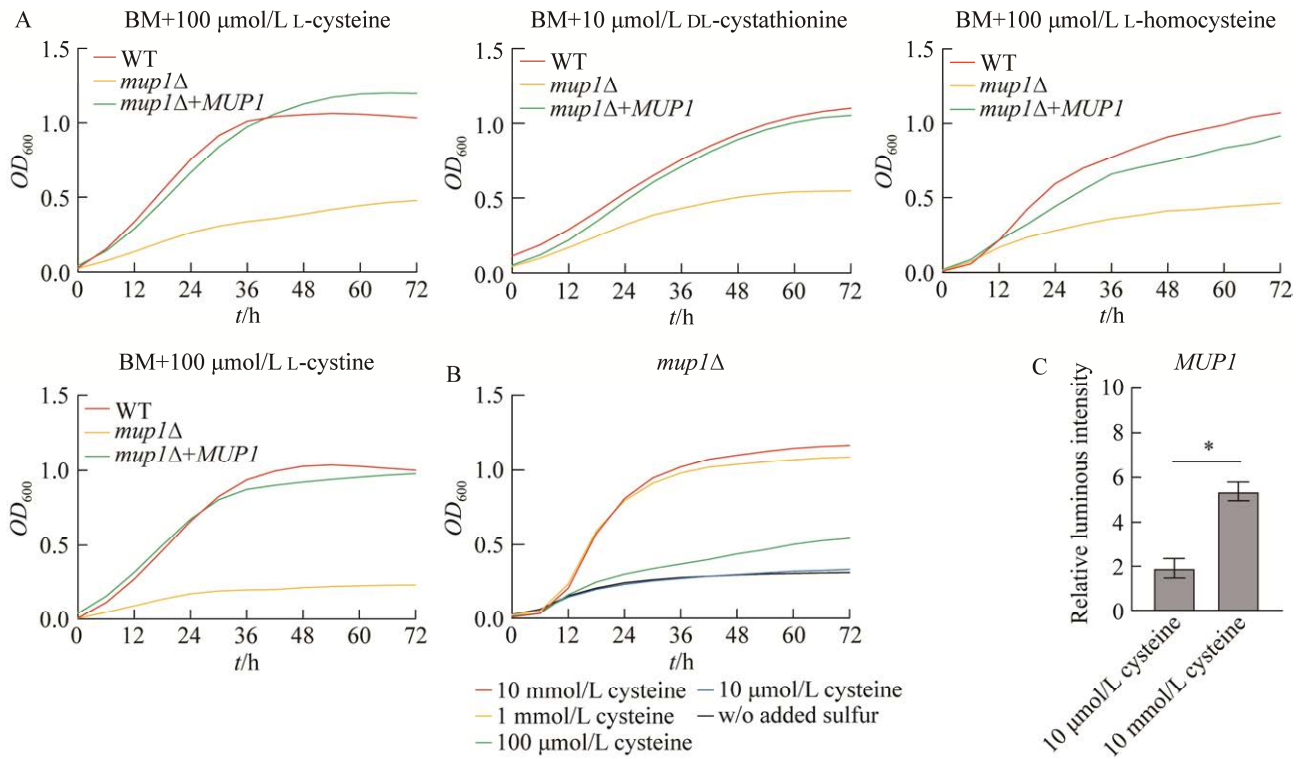 A
BM+100 μmol/L L-cysteine
1.5
1.0
0.5
0.0
OD600
WT
mup1Δ
mup1Δ+MUP1
0 12 24 36 48 60 72
t/h
BM+10 μmol/L DL-cystathionine
1.5
1.0
0.5
0.0
OD600
WT
mup1Δ
mup1Δ+MUP1
0 12 24 36 48 60 72
t/h
BM+100 μmol/L L-homocysteine
1.5
1.0
0.5
0.0
OD600
WT
mup1Δ
mup1Δ+MUP1
0 12 24 36 48 60 72
t/h
BM+100 μmol/L L-cystine
1.5
1.0
0.5
0.0
OD600
WT
mup1Δ
mup1Δ+MUP1
0 12 24 36 48 60 72
t/h
B
mup1Δ
1.5
1.0
0.5
0.0
OD600
0 12 24 36 48 60 72
t/h
10 mmol/L cysteine
1 mmol/L cysteine
100 μmol/L cysteine
10 μmol/L cysteine
w/o added sulfur
C
MUP1
Relative luminous intensity
10
8
6
4
2
0
*
10 μmol/L cysteine
10 mmol/L cysteine